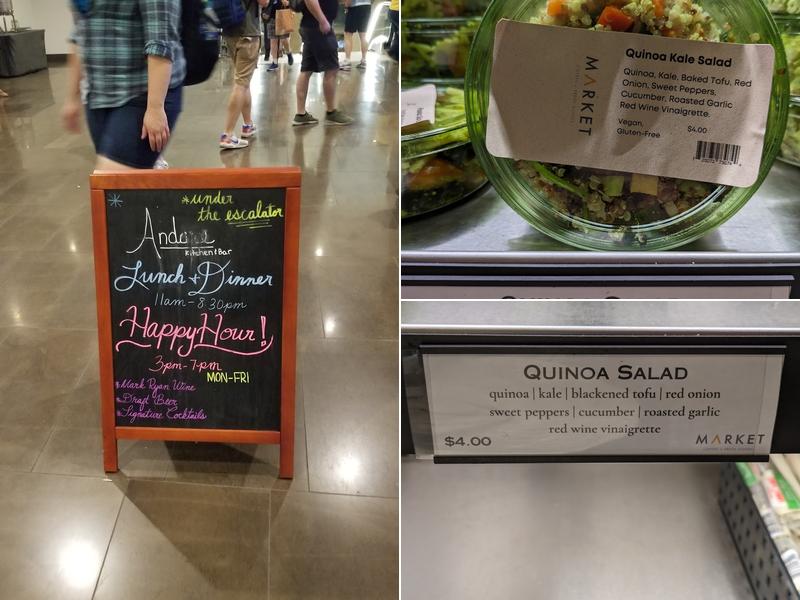 *under
the escalator
Kitchen & Bar
Lunch + Dinner
11am - 8:30pm
Happy Hour!
3pm - 7pm
MON-FRI
*Mark Ryan Wine
*Draft Beer
*Signature Cocktails
MARKET
Quinoa Kale Salad
Quinoa, Kale, Baked Tofu, Red
Onion, Sweet Peppers,
Cucumber, Roasted Garlic
Red Wine Vinaigrette.
Vegan,
Gluten-Free
$4.00
QUINOA SALAD
quinoa | kale | blackened tofu | red onion
sweet peppers | cucumber | roasted garlic
red wine vinaigrette
$4.00
MARKET